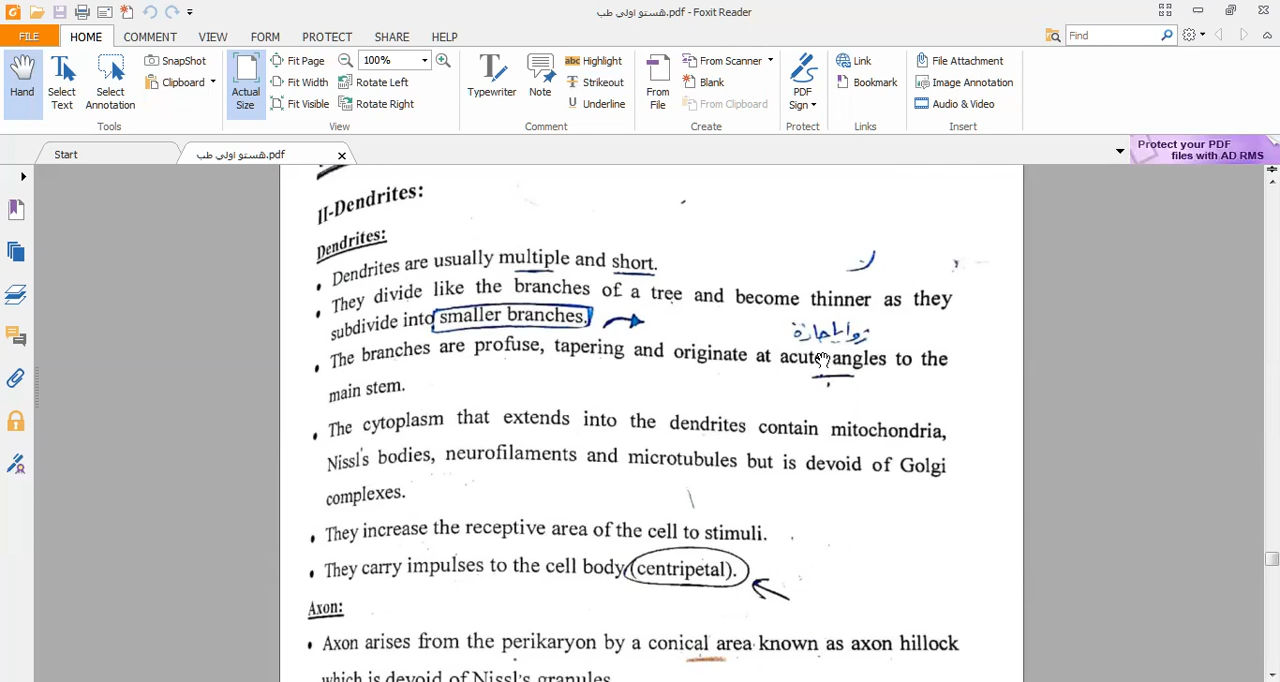 هستو اولى طب.pdf - Foxit Reader
FILE HOME COMMENT VIEW FORM PROTECT SHARE HELP
Find
Hand
Select Text
Select Annotation
SnapShot
Clipboard
Tools
Actual Size
Fit Page
Fit Width
Fit Visible
100%
Rotate Left
Rotate Right
View
Typewriter
Note
Highlight
Strikeout
Underline
Comment
From File
From Scanner
Blank
From Clipboard
Create
PDF Sign
Protect
Link
Bookmark
Links
File Attachment
Image Annotation
Audio & Video
Insert
Start
هستو اولى طب.pdf
Protect your PDF
files with AD RMS
II-Dendrites:
Dendrites:
• Dendrites are usually multiple and short.
• They divide like the branches of a tree and become thinner as they
subdivide into smaller branches.
زوايا حازة
• The branches are profuse, tapering and originate at acute angles to the
main stem.
• The cytoplasm that extends into the dendrites contain mitochondria,
Nissl's bodies, neurofilaments and microtubules but is devoid of Golgi
complexes.
• They increase the receptive area of the cell to stimuli.
• They carry impulses to the cell body (centripetal).
Axon:
• Axon arises from the perikaryon by a conical area known as axon hillock
which is devoid of Nissl's granules.